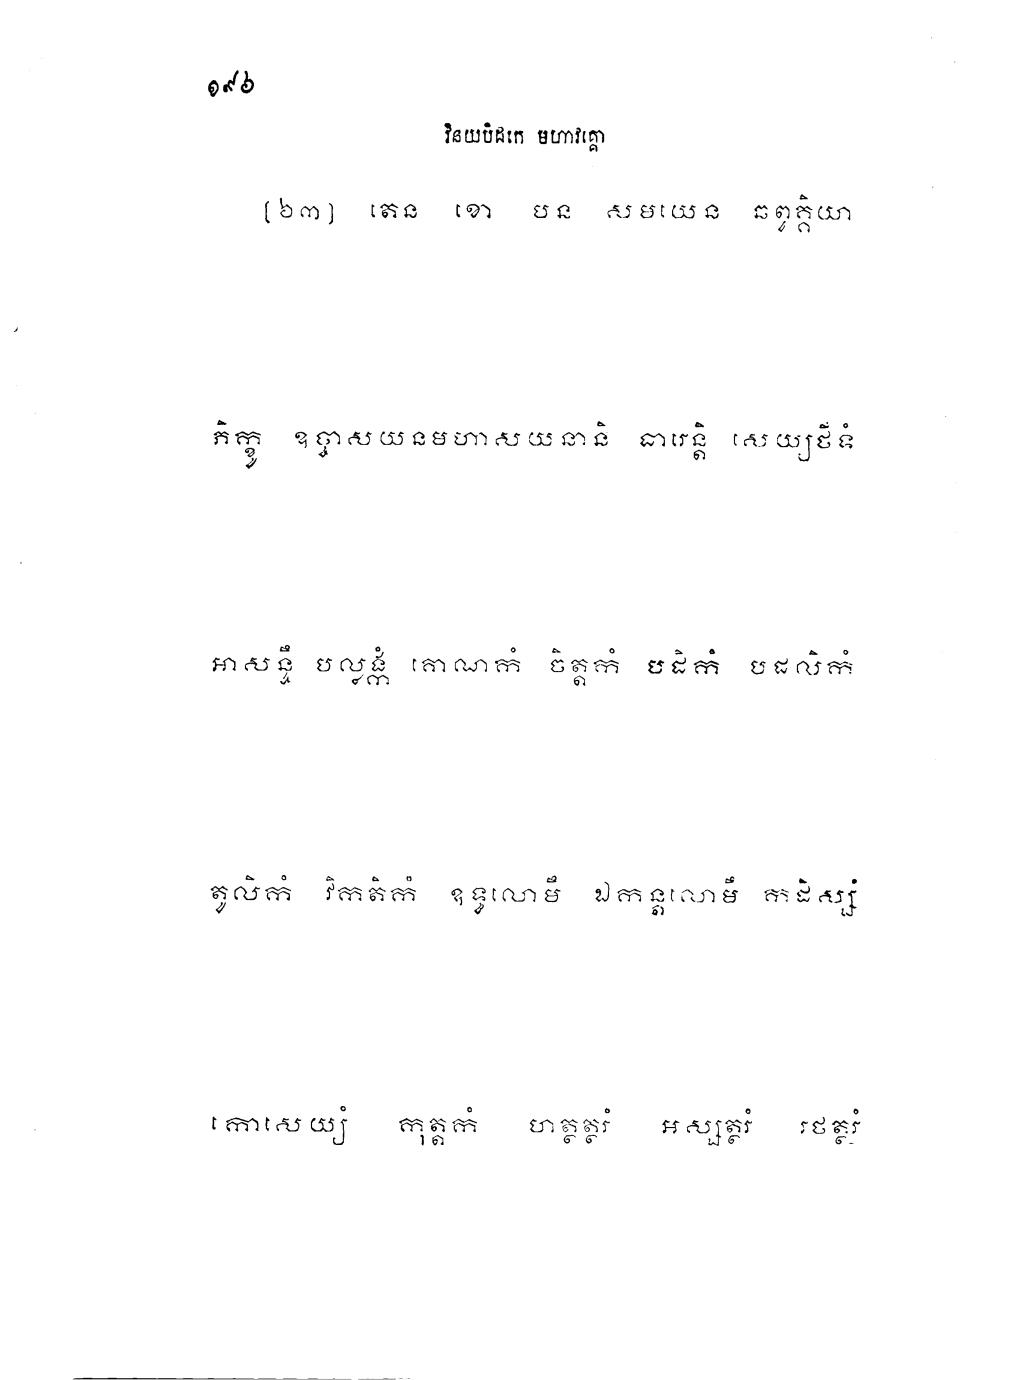 ១៩៦
វិនយបិដកេ មហាវគ្គោ
[៦៣] តេន ខោ បន សមយេន ឆព្វគ្គិយា
ភិក្ខូ ឧច្ចាសយនមហាសយនានិ ធារេន្តិ សេយ្យថីទំ
អាសន្ទឹ បល្លង្កំ គោណកំ ចិត្តកំ បដិកំ បដលិកំ
តូលិកំ វិកតិកំ ឧទ្ទលោមឹ ឯកន្តលោមឹ កដិស្សំ
កោសេយ្យំ កុត្តកំ ហត្ថត្ថរំ អស្សត្ថរំ រថត្ថរំ